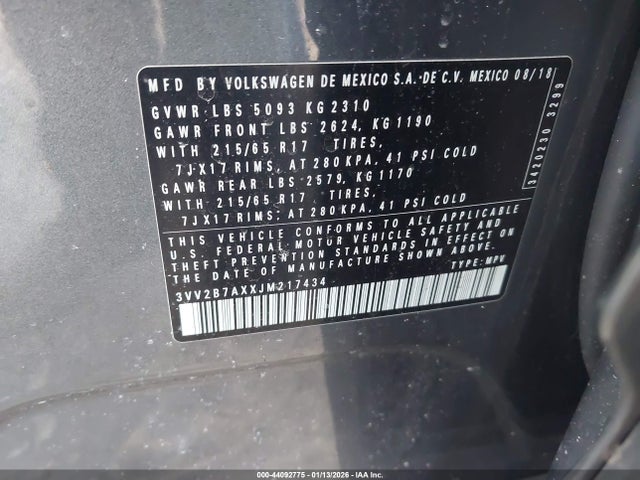 MFD BY VOLKSWAGEN DE MEXICO S.A. DE C.V. MEXICO 08/18
GVWR LBS 5093 KG 2310
GAWR FRONT LBS 2624, KG 1190
WITH 215/65 R17 TIRES,
7JX17 RIMS, AT 280 KPA, 41 PSI COLD
GAWR REAR LBS 2579, KG 1170
WITH 215/65 R17 TIRES,
7JX17 RIMS: AT 280 KPA, 41 PSI COLD
THIS VEHICLE CONFORMS TO ALL APPLICABLE
U.S. FEDERAL MOTOR VEHICLE SAFETY AND
THEFT PREVENTION STANDARDS IN EFFECT ON
THE DATE OF MANUFACTURE SHOWN ABOVE.
3VV2B7AXXJM217434 TYPE: MPV
3420230 3299
000-44092775 - 01/13/2026 - IAAI.COM